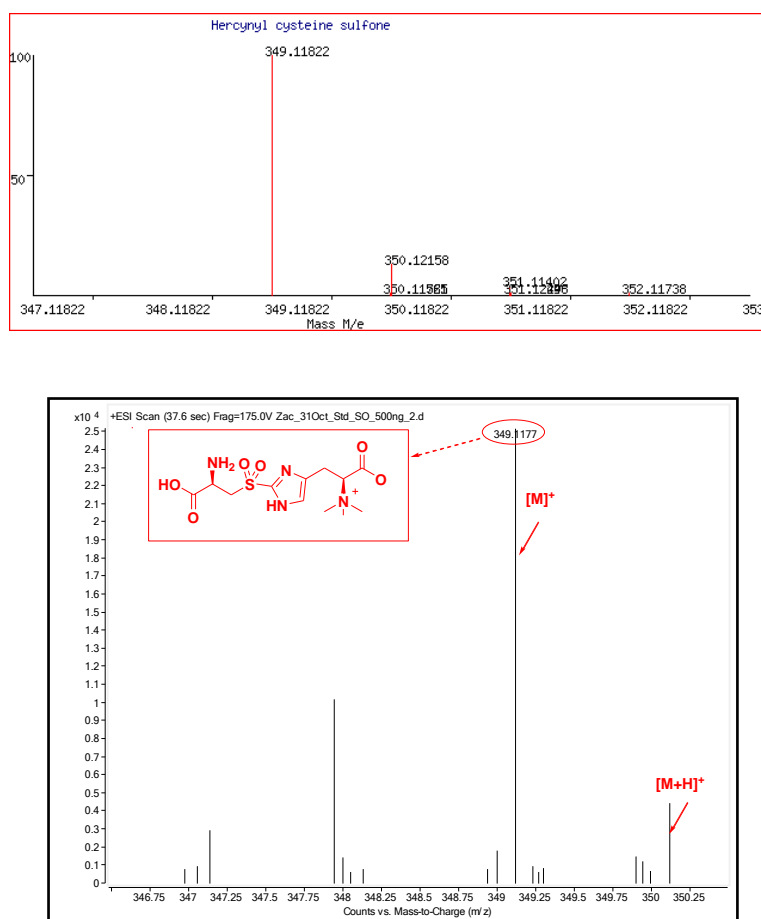 Hercynyl cysteine sulfone
349.11822
100
50
350.12158
351.11402
352.11738
347.11822 348.11822 349.11822 350.11822 351.11822 352.11822 353
Mass M/e
x10 4 +ESI Scan (37.6 sec) Frag=175.0V Zac_31Oct_Std_SO_500ng_2.d
2.5
2.4
2.3
2.2
2.1
2
1.9
1.8
1.7
1.6
1.5
1.4
1.3
1.2
1.1
1
0.9
0.8
0.7
0.6
0.5
0.4
0.3
0.2
0.1
0
349.1177
NH2 O O
HO
O
S
N
HN
O
O
N
+
[M]+
[M+H]+
346.75 347 347.25 347.5 347.75 348 348.25 348.5 348.75 349 349.25 349.5 349.75 350 350.25
Counts vs. Mass-to-Charge (m/z)